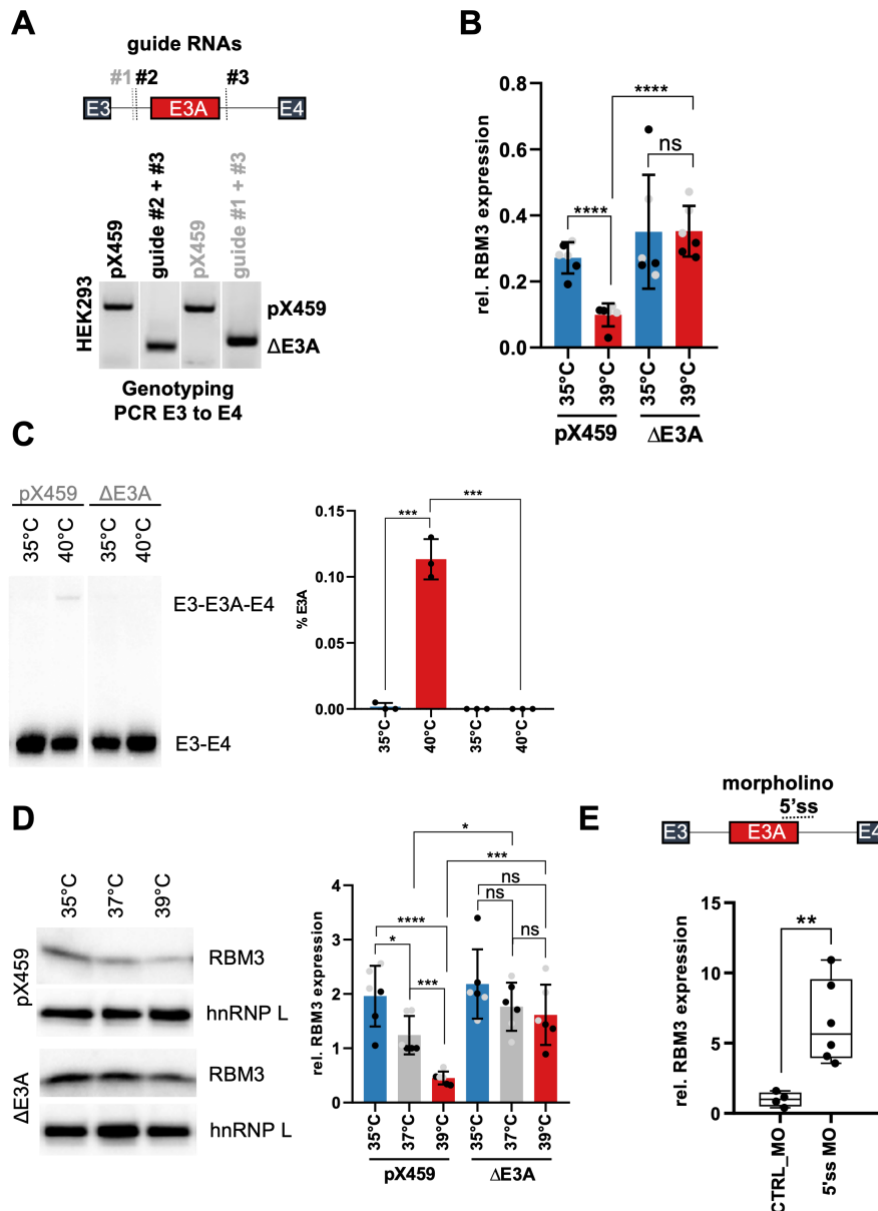 A
guide RNAs
#1 #2 #3
E3 E3A E4
HEK293
pX459
guide #2 + #3
pX459
guide #1 + #3
pX459
ΔE3A
Genotyping
PCR E3 to E4
B
rel. RBM3 expression
0.8
0.6
0.4
0.2
0.0
****
****
ns
35°C 39°C 35°C 39°C
pX459 ΔE3A
C
pX459 ΔE3A
35°C 40°C 35°C 40°C
E3-E3A-E4
E3-E4
% E3A
0.15
0.10
0.05
0.00
*** ***
35°C 40°C 35°C 40°C
D
35°C 37°C 39°C
pX459
RBM3
hnRNP L
ΔE3A
RBM3
hnRNP L
rel. RBM3 expression
4
3
2
1
0
*
***
ns
**** ns
* ns
***
35°C 37°C 39°C 35°C 37°C 39°C
pX459 ΔE3A
E
morpholino
5'ss
E3 E3A E4
rel. RBM3 expression
15
10
5
0
**
CTRL_MO
5'ss MO